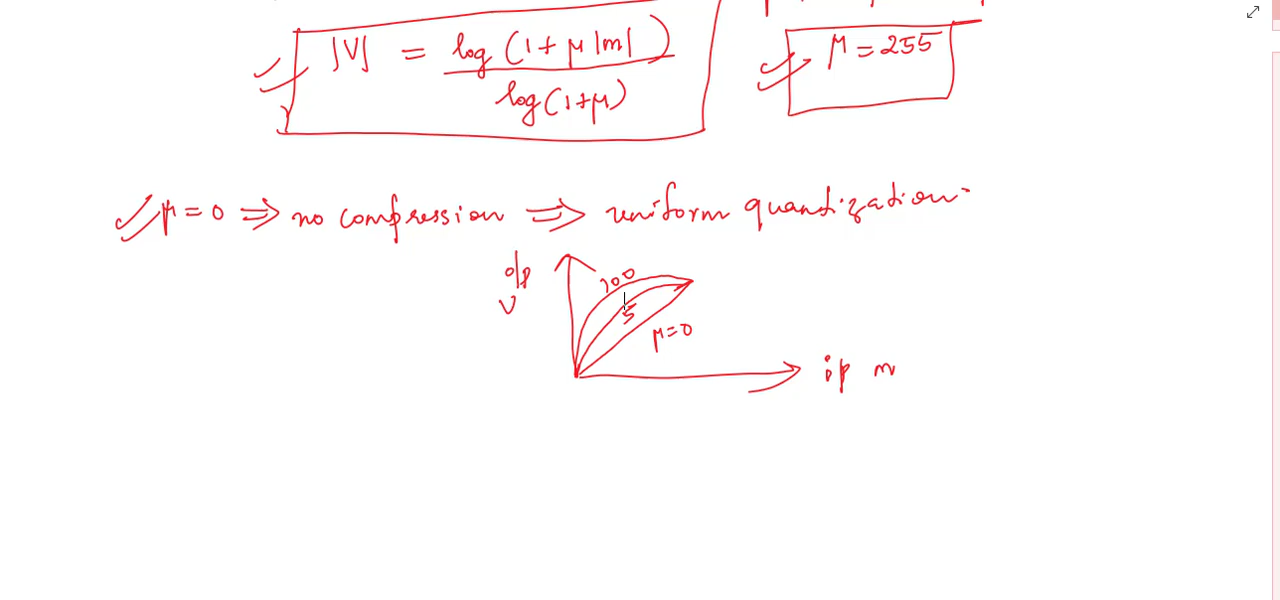 |V| = log (1 + μ |m| ) / log (1+μ)
μ = 255
μ = 0 ⇒ no compression ⇒ uniform quantization
o/p
V
100
5
μ=0
i/p m